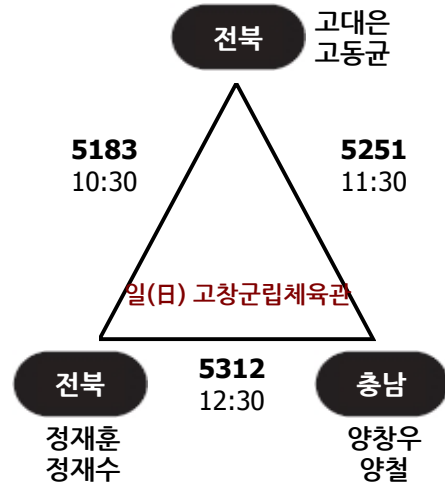 전북
고대은
고동균
5183
10:30
5251
11:30
일(日) 고창군립체육관
전북
정재훈
정재수
5312
12:30
충남
양창우
양철